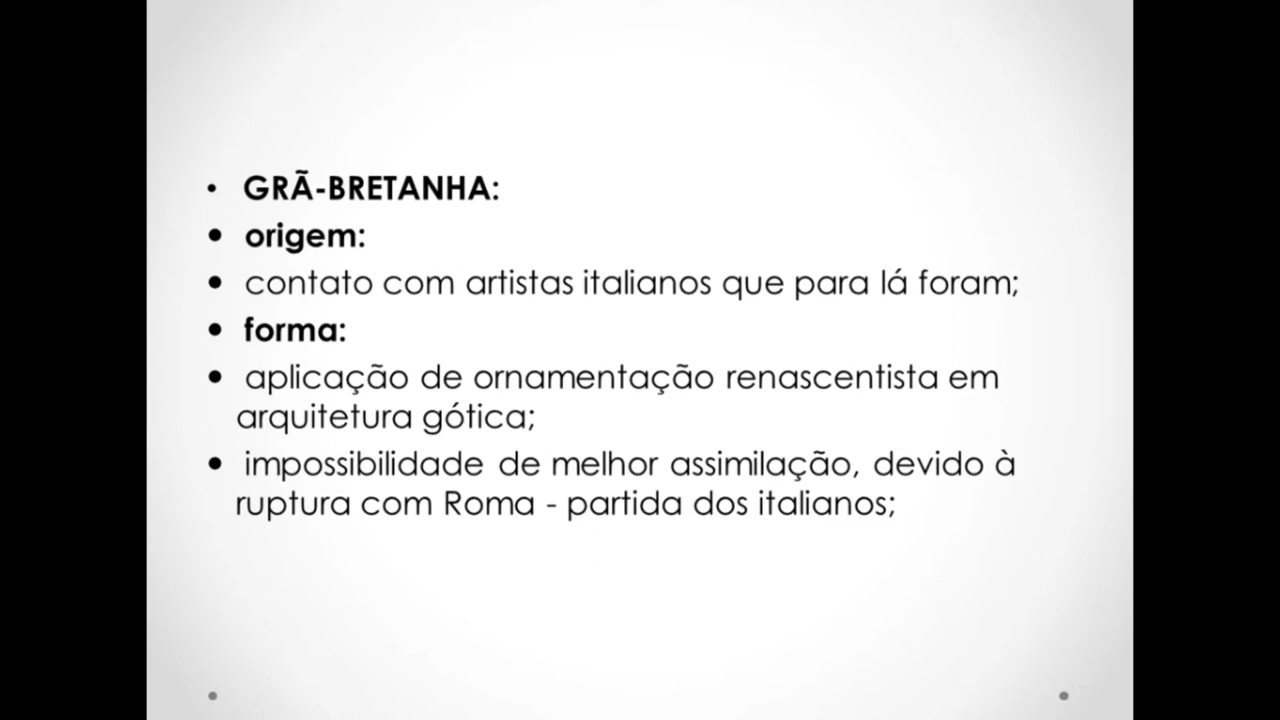 • GRÃ-BRETANHA:
• origem:
• contato com artistas italianos que para lá foram;
• forma:
• aplicação de ornamentação renascentista em
arquitetura gótica;
• impossibilidade de melhor assimilação, devido à
ruptura com Roma - partida dos italianos;